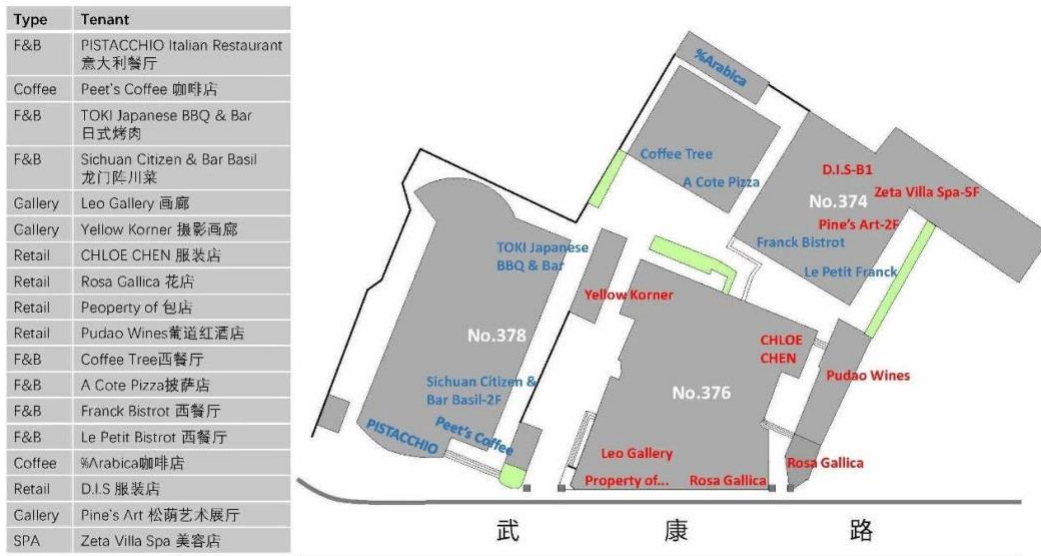 Type Tenant
F&B PISTACCHIO Italian Restaurant
意大利餐厅
Coffee Peet's Coffee 咖啡店
F&B TOKI Japanese BBQ & Bar
日式烤肉
F&B Sichuan Citizen & Bar Basil
龙门阵川菜
Gallery Leo Gallery 画廊
Gallery Yellow Korner 摄影画廊
Retail CHLOE CHEN 服装店
Retail Rosa Gallica 花店
Retail Peoperty of 包店
Retail Pudao Wines葡道红酒店
F&B Coffee Tree西餐厅
F&B A Cote Pizza披萨店
F&B Franck Bistrot 西餐厅
F&B Le Petit Bistrot 西餐厅
Coffee %Arabica咖啡店
Retail D.I.S 服装店
Gallery Pine's Art 松荫艺术展厅
SPA Zeta Villa Spa 美容店
%Arabica
Coffee Tree
A Cote Pizza
D.I.S-B1
Zeta Villa Spa-5F
No.374
Pine's Art-2F
Franck Bistrot
Le Petit Franck
TOKI Japanese
BBQ & Bar
Yellow Korner
No.378
CHLOE
CHEN
Pudao Wines
No.376
Sichuan Citizen &
Bar Basil-2F
PISTACCHIO
Peet's Coffee
Leo Gallery
Property of...
Rosa Gallica
Rosa Gallica
武 康 路